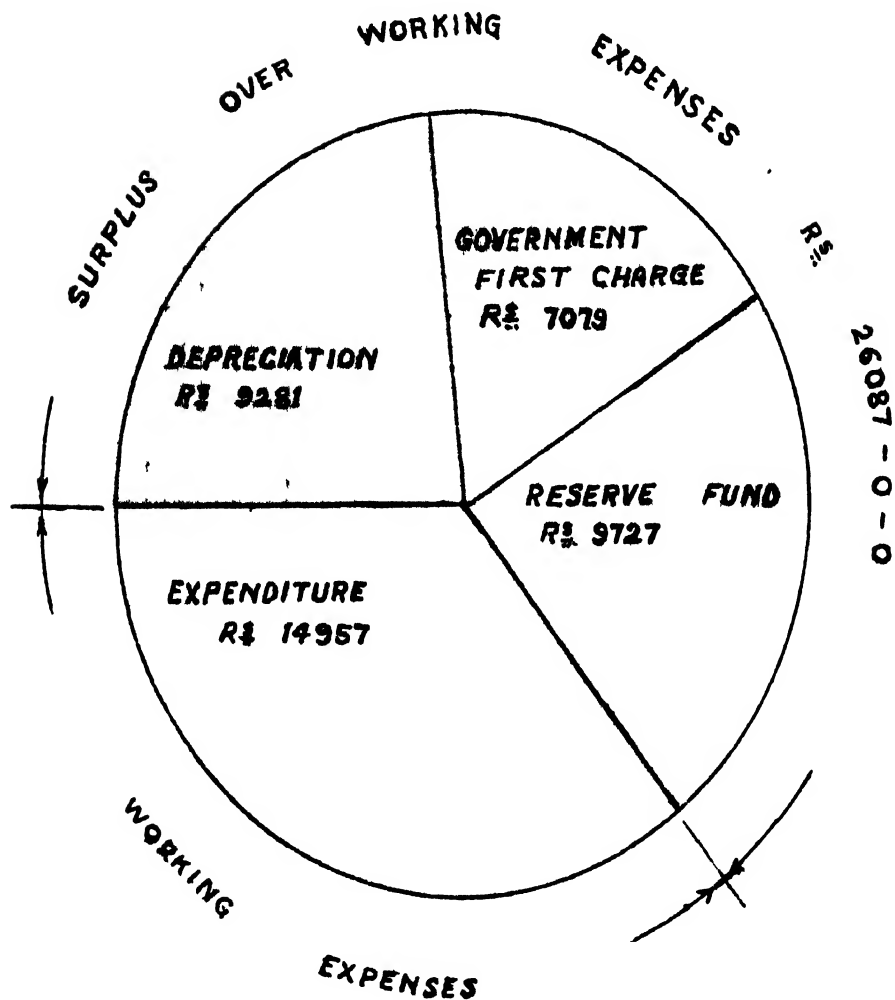 SURPLUS OVER WORKING EXPENSES Rs 26087-0-0
GOVERNMENT
FIRST CHARGE
Rs 7079
DEPRECIATION
Rs 9281
RESERVE FUND
Rs 9727
EXPENDITURE
Rs 14957
WORKING EXPENSES